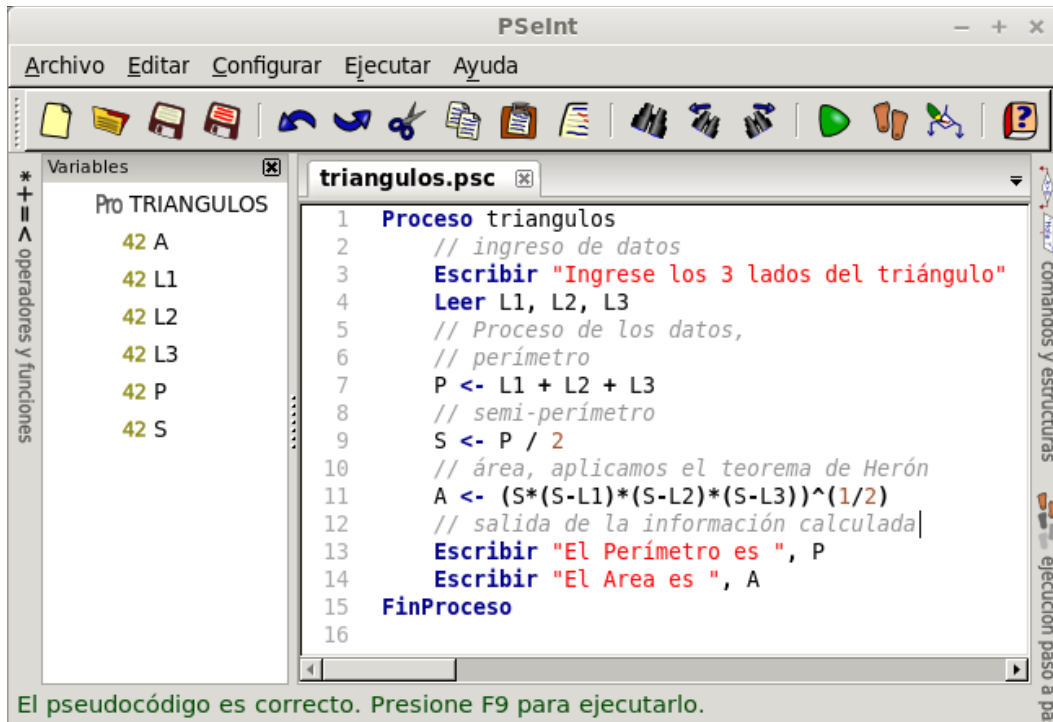 PSeInt
Archivo Editar Configurar Ejecutar Ayuda
Variables
triangulos.psc
* + = < operadores y funciones
Pro TRIANGULOS
42 A
42 L1
42 L2
42 L3
42 P
42 S
1 Proceso triangulos
2 // ingreso de datos
3 Escribir "Ingrese los 3 lados del triángulo"
4 Leer L1, L2, L3
5 // Proceso de los datos,
6 // perímetro
7 P <- L1 + L2 + L3
8 // semi-perímetro
9 S <- P / 2
10 // área, aplicamos el teorema de Herón
11 A <- (S*(S-L1)*(S-L2)*(S-L3))^(1/2)
12 // salida de la información calculada
13 Escribir "El Perímetro es ", P
14 Escribir "El Area es ", A
15 FinProceso
16
comandos y estructuras
ejecucion paso a pa
El pseudocódigo es correcto. Presione F9 para ejecutarlo.